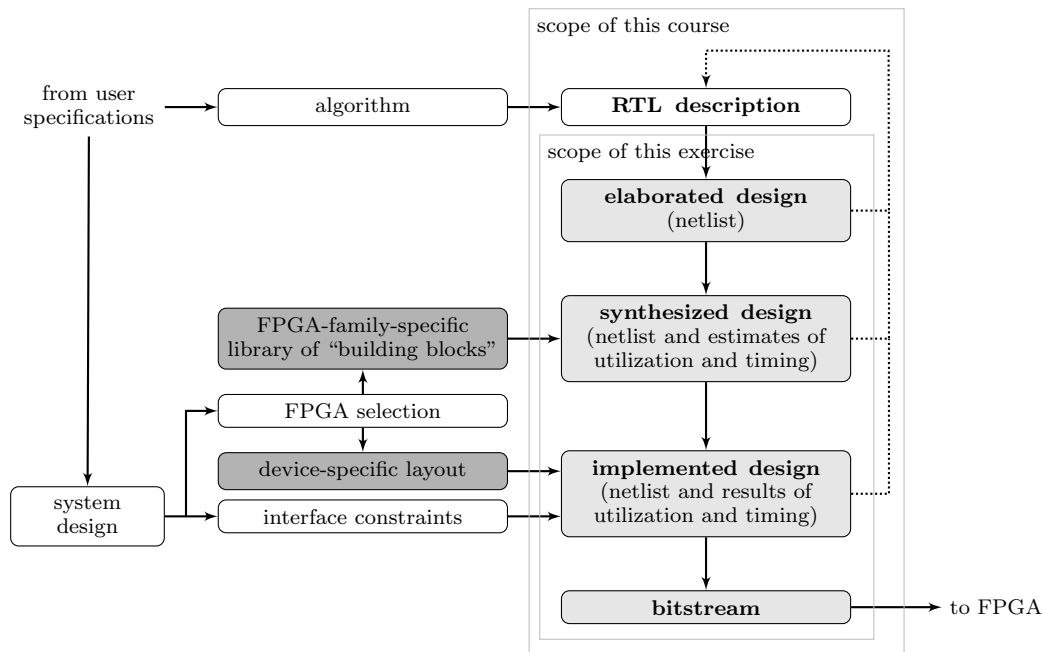 scope of this course
from user
specifications
algorithm
RTL description
scope of this exercise
elaborated design
(netlist)
FPGA-family-specific
library of “building blocks”
synthesized design
(netlist and estimates of
utilization and timing)
FPGA selection
device-specific layout
implemented design
(netlist and results of
utilization and timing)
system
design
interface constraints
bitstream
to FPGA